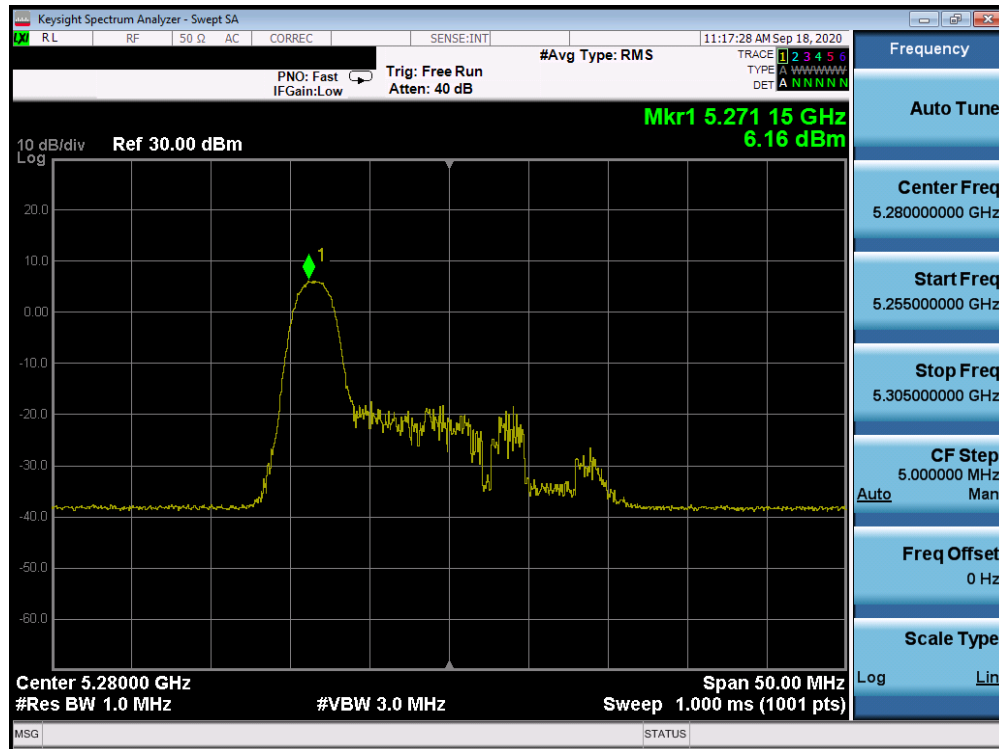 Keysight Spectrum Analyzer - Swept SA
LXI RL RF 50 Ω AC CORREC SENSE:INT 11:17:28 AM Sep 18, 2020
#Avg Type: RMS
TRACE 1 2 3 4 5 6
TYPE A WWWWW
DET A N N N N N
PNO: Fast Trig: Free Run
IFGain:Low Atten: 40 dB
Mkr1 5.271 15 GHz
6.16 dBm
10 dB/div Ref 30.00 dBm
Log
20.0
10.0
0.00
-10.0
-20.0
-30.0
-40.0
-50.0
-60.0
1
Center 5.28000 GHz Span 50.00 MHz
#Res BW 1.0 MHz #VBW 3.0 MHz Sweep 1.000 ms (1001 pts)
MSG STATUS
Frequency
Auto Tune
Center Freq
5.280000000 GHz
Start Freq
5.255000000 GHz
Stop Freq
5.305000000 GHz
CF Step
5.000000 MHz
Auto Man
Freq Offset
0 Hz
Scale Type
Log Lin